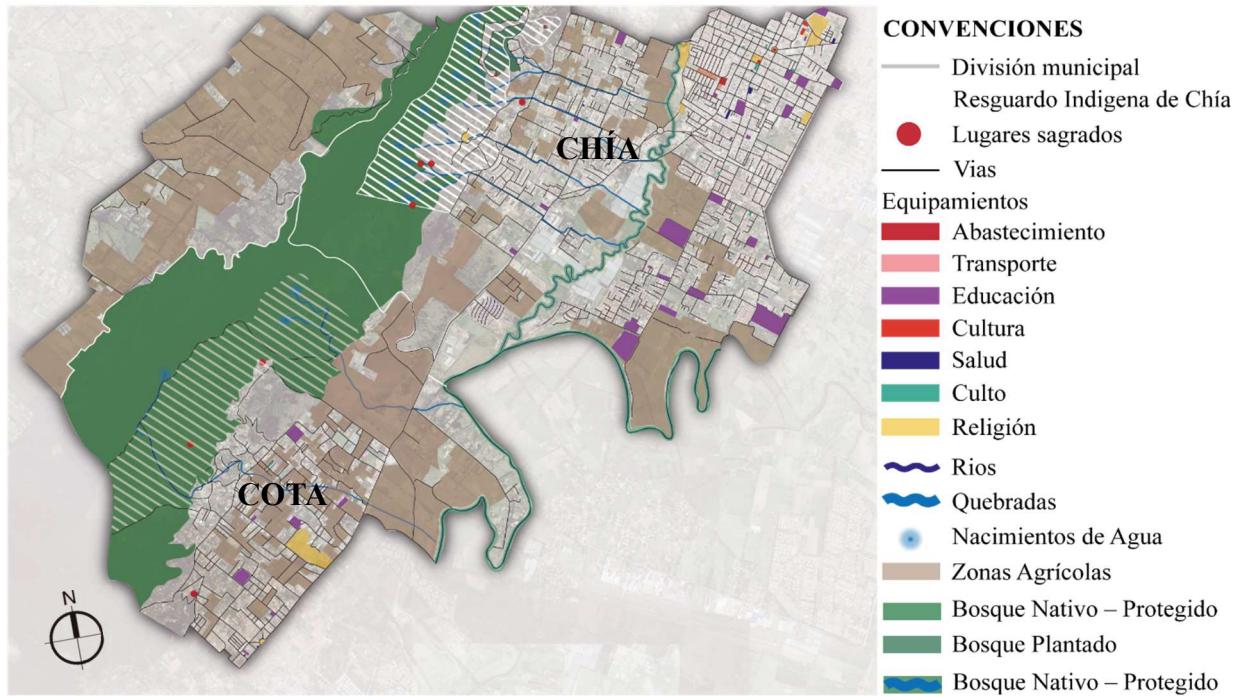 CHÍA
COTA
N
CONVENCIONES
División municipal
Resguardo Indigena de Chía
Lugares sagrados
Vias
Equipamientos
Abastecimiento
Transporte
Educación
Cultura
Salud
Culto
Religión
Rios
Quebradas
Nacimientos de Agua
Zonas Agrícolas
Bosque Nativo – Protegido
Bosque Plantado
Bosque Nativo – Protegido